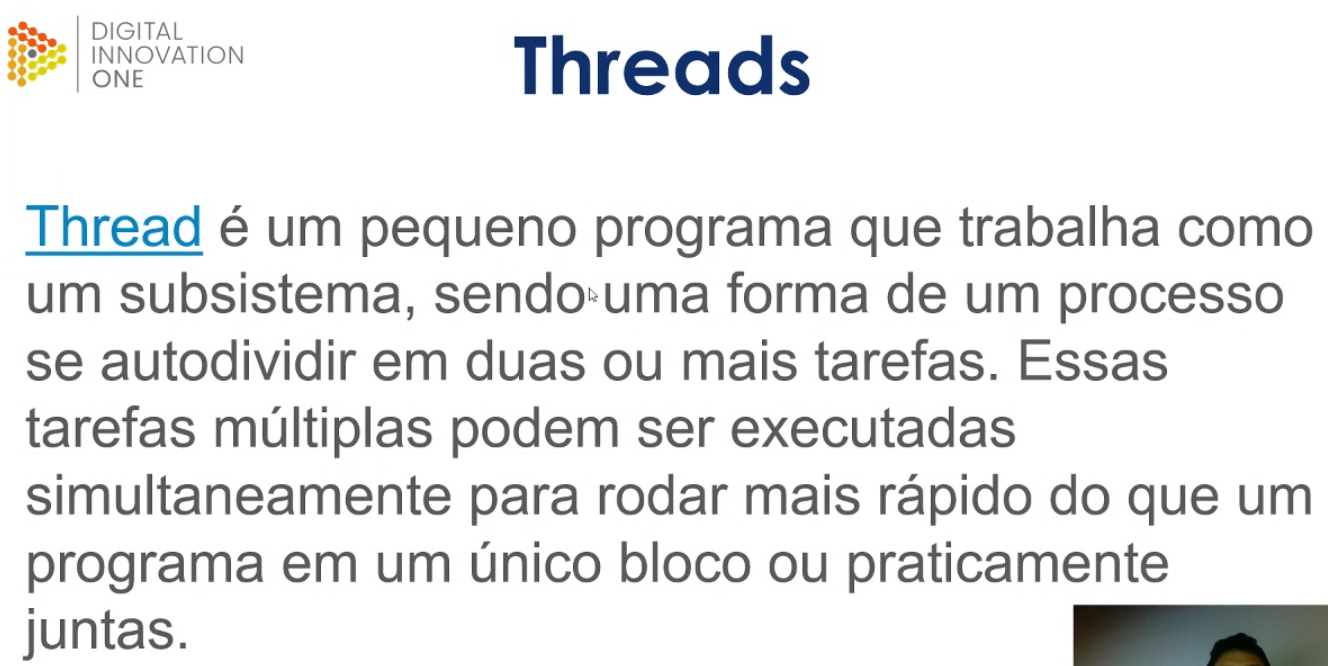 DIGITAL
INNOVATION
ONE
Threads
Thread é um pequeno programa que trabalha como
um subsistema, sendo uma forma de um processo
se autodividir em duas ou mais tarefas. Essas
tarefas múltiplas podem ser executadas
simultaneamente para rodar mais rápido do que um
programa em um único bloco ou praticamente
juntas.